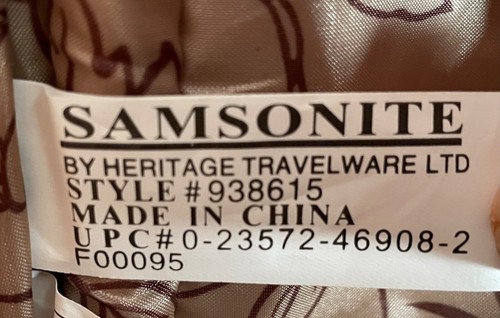 SAMSONITE
BY HERITAGE TRAVELWARE LTD
STYLE #938615
MADE IN CHINA
UPC# 0-23572-46908-2
F00095